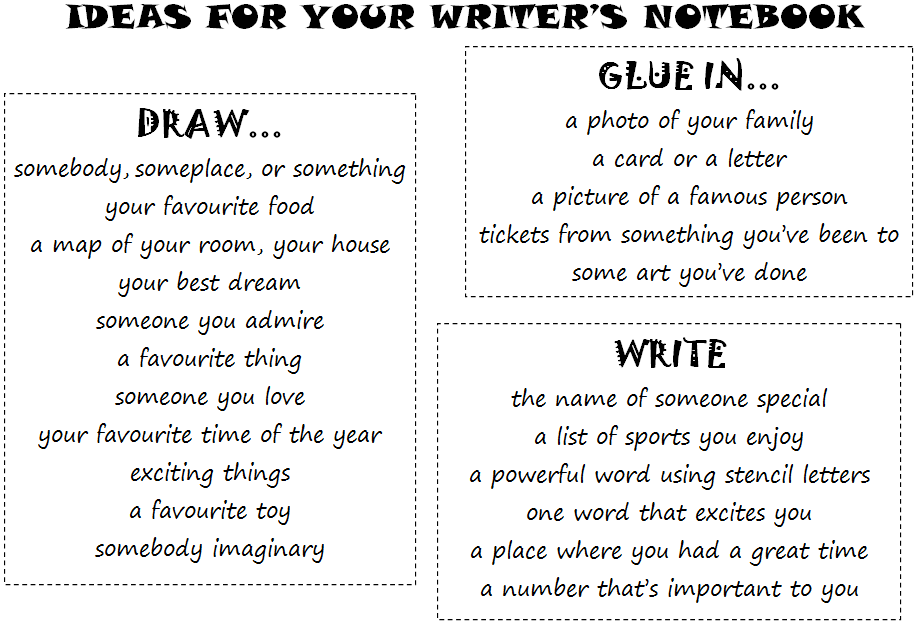 IDEAS FOR YOUR WRITER'S NOTEBOOK
DRAW...
somebody, someplace, or something
your favourite food
a map of your room, your house
your best dream
someone you admire
a favourite thing
someone you love
your favourite time of the year
exciting things
a favourite toy
somebody imaginary
GLUE IN...
a photo of your family
a card or a letter
a picture of a famous person
tickets from something you've been to
some art you've done
WRITE
the name of someone special
a list of sports you enjoy
a powerful word using stencil letters
one word that excites you
a place where you had a great time
a number that's important to you